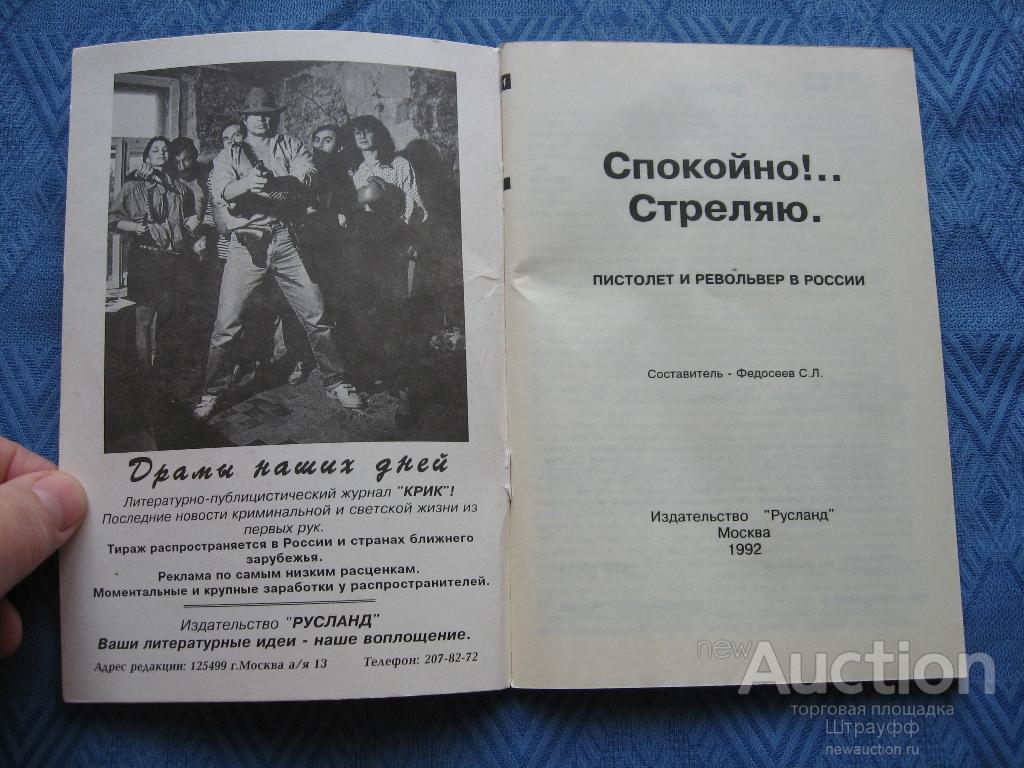 Драмы наших дней
Литературно-публицистический журнал "КРИК"!
Последние новости криминальной и светской жизни из
первых рук.
Тираж распространяется в России и странах ближнего
зарубежья.
Реклама по самым низким расценкам.
Моментальные и крупные заработки у распространителей.
Издательство "РУСЛАНД"
Ваши литературные идеи - наше воплощение.
Адрес редакции: 125499 г.Москва а/я 13 Телефон: 207-82-72
Спокойно!..
Стреляю.
ПИСТОЛЕТ И РЕВОЛЬВЕР В РОССИИ
Составитель - Федосеев С.Л.
Издательство "Русланд"
Москва
1992
newAuction
торговая площадка
Штрауфф
newauction.ru